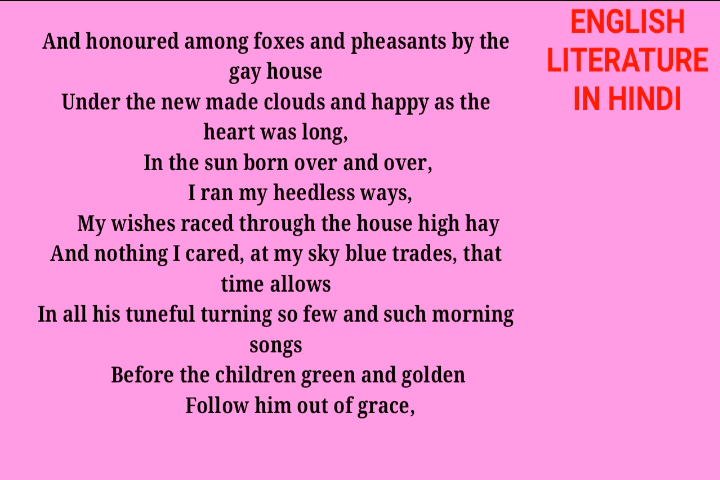 And honoured among foxes and pheasants by the
gay house
Under the new made clouds and happy as the
heart was long,
In the sun born over and over,
I ran my heedless ways,
My wishes raced through the house high hay
And nothing I cared, at my sky blue trades, that
time allows
In all his tuneful turning so few and such morning
songs
Before the children green and golden
Follow him out of grace,
ENGLISH
LITERATURE
IN HINDI